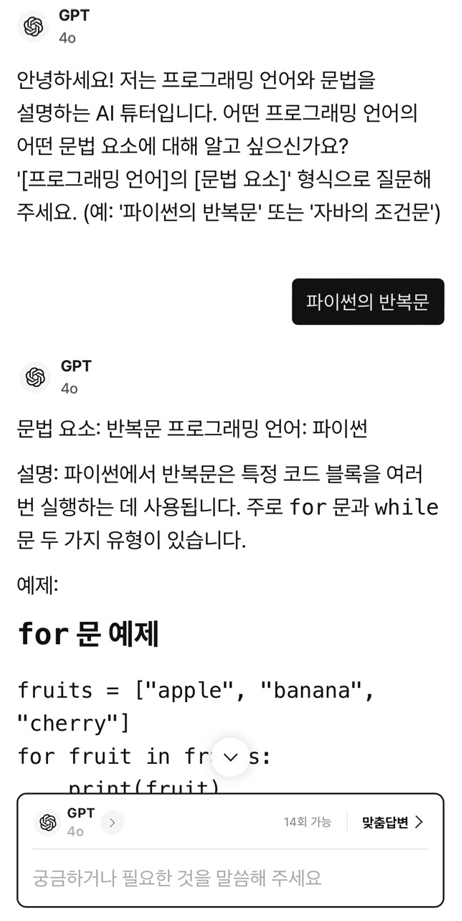 GPT
4o
안녕하세요! 저는 프로그래밍 언어와 문법을
설명하는 AI 튜터입니다. 어떤 프로그래밍 언어의
어떤 문법 요소에 대해 알고 싶으신가요?
'[프로그래밍 언어]의 [문법 요소]' 형식으로 질문해
주세요. (예: '파이썬의 반복문' 또는 '자바의 조건문')
파이썬의 반복문
GPT
4o
문법 요소: 반복문 프로그래밍 언어: 파이썬
설명: 파이썬에서 반복문은 특정 코드 블록을 여러
번 실행하는 데 사용됩니다. 주로 for 문과 while
문 두 가지 유형이 있습니다.
예제:
for 문 예제
fruits = ["apple", "banana",
"cherry"]
for fruit in fr s:
print(fruit)
GPT
4o
14회 가능
맞춤답변
궁금하거나 필요한 것을 말씀해 주세요